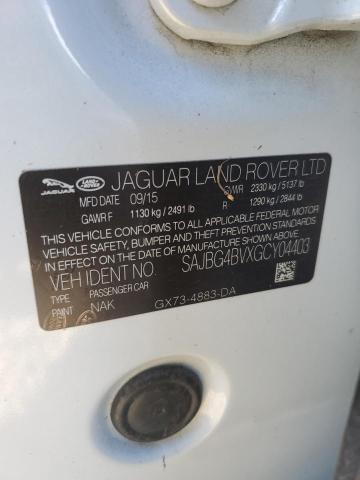 JAGUAR LAND ROVER JAGUAR LAND ROVER LTD
MFD DATE 09/15 GVWR 2330 kg / 5137 lb
GAWR F 1130 kg / 2491 lb R 1290 kg / 2844 lb
THIS VEHICLE CONFORMS TO ALL APPLICABLE FEDERAL MOTOR
VEHICLE SAFETY, BUMPER AND THEFT PREVENTION STANDARDS
IN EFFECT ON THE DATE OF MANUFACTURE SHOWN ABOVE.
VEH IDENT NO. SAJBG4BVXGCY04403
TYPE PASSENGER CAR
PAINT NAK GX73-4883-DA